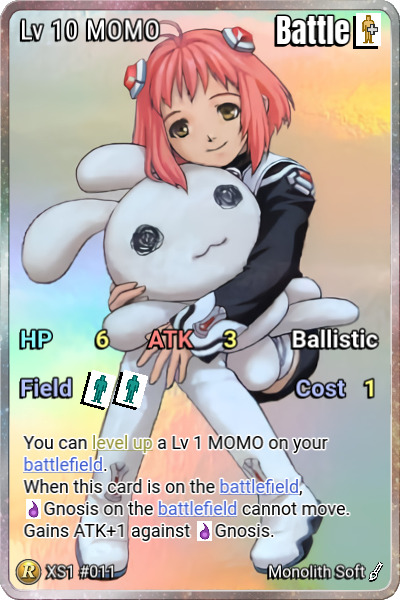 Lv 10 MOMO Battle
HP 6 ATK 3 Ballistic
Field Cost 1
You can level up a Lv 1 MOMO on your
battlefield.
When this card is on the battlefield,
Gnosis on the battlefield cannot move.
Gains ATK+1 against Gnosis.
R XS1 #011 Monolith Soft